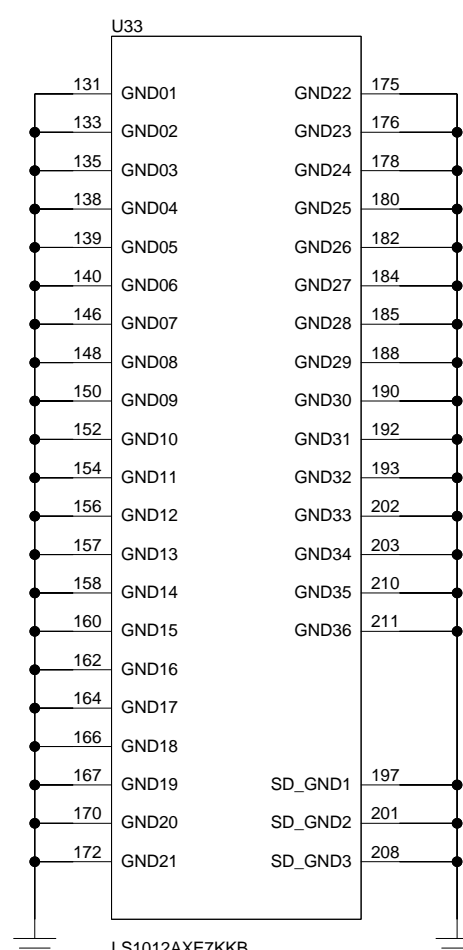 U33
131 GND01 GND22 175
133 GND02 GND23 176
135 GND03 GND24 178
138 GND04 GND25 180
139 GND05 GND26 182
140 GND06 GND27 184
146 GND07 GND28 185
148 GND08 GND29 188
150 GND09 GND30 190
152 GND10 GND31 192
154 GND11 GND32 193
156 GND12 GND33 202
157 GND13 GND34 203
158 GND14 GND35 210
160 GND15 GND36 211
162 GND16
164 GND17
166 GND18
167 GND19 SD_GND1 197
170 GND20 SD_GND2 201
172 GND21 SD_GND3 208
LS1012AXE7KKB